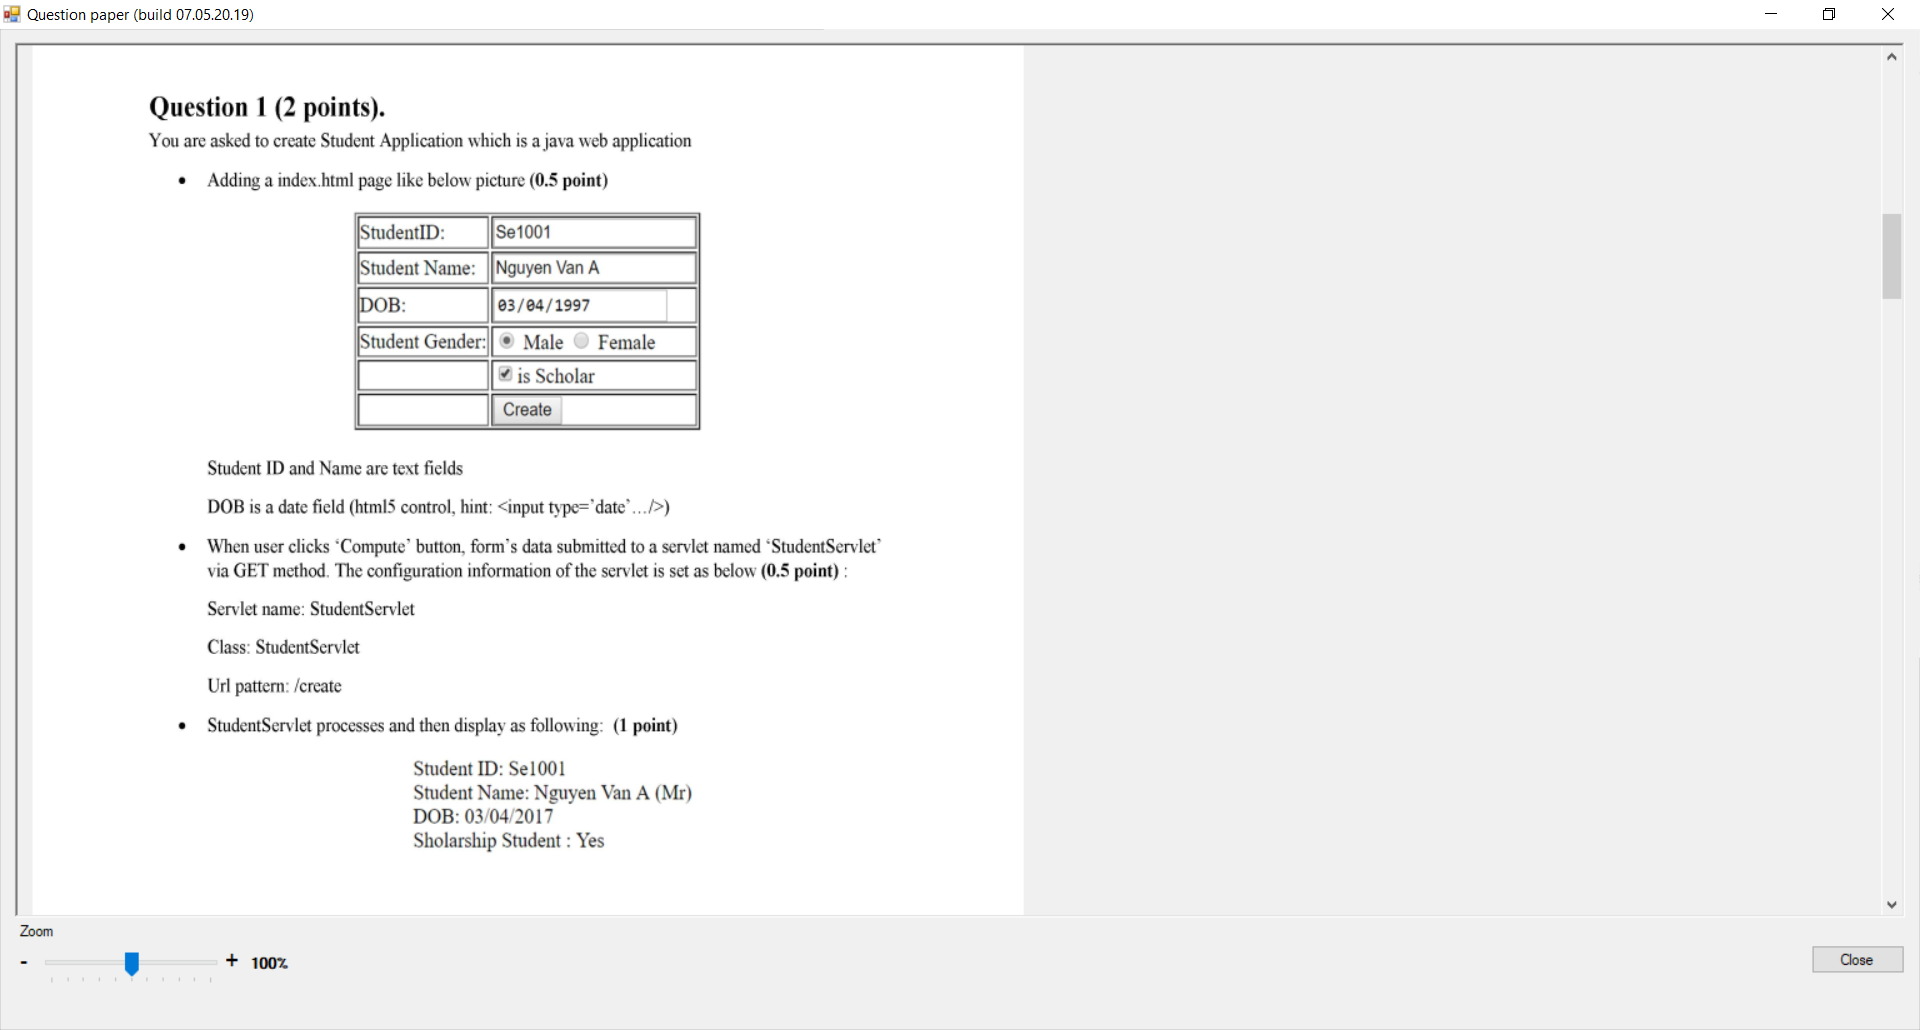 Question paper (build 07.05.20.19)
Question 1 (2 points).
You are asked to create Student Application which is a java web application
• Adding a index.html page like below picture (0.5 point)
StudentID: Se1001
Student Name: Nguyen Van A
DOB: 03/04/1997
Student Gender: Male Female
is Scholar
Create
Student ID and Name are text fields
DOB is a date field (html5 control, hint: <input type='date'…/>)
• When user clicks 'Compute' button, form's data submitted to a servlet named 'StudentServlet'
via GET method. The configuration information of the servlet is set as below (0.5 point) :
Servlet name: StudentServlet
Class: StudentServlet
Url pattern: /create
• StudentServlet processes and then display as following: (1 point)
Student ID: Se1001
Student Name: Nguyen Van A (Mr)
DOB: 03/04/2017
Sholarship Student : Yes
Zoom
- + 100%
Close